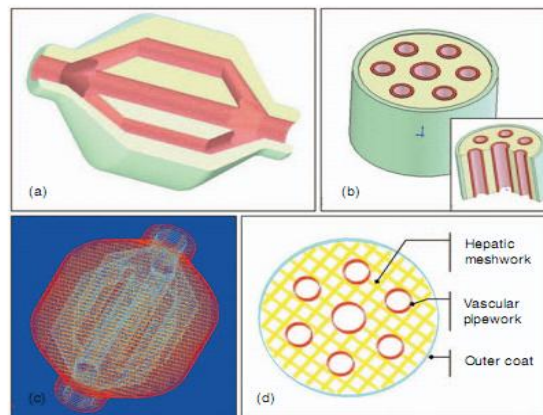 (a)
(b)
(c)
(d)
Hepatic
meshwork
Vascular
pipework
Outer coat